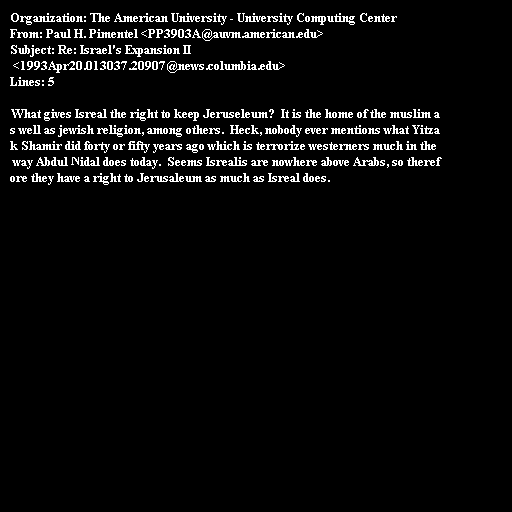 Organization: The American University - University Computing Center
From: Paul H. Pimentel <PP3903A@auvm.american.edu>
Subject: Re: Israel's Expansion II
<1993Apr20.013037.20907@news.columbia.edu>
Lines: 5

What gives Isreal the right to keep Jeruseleum?  It is the home of the muslim a
s well as jewish religion, among others.  Heck, nobody ever mentions what Yitza
k Shamir did forty or fifty years ago which is terrorize westerners much in the
way Abdul Nidal does today.  Seems Isrealis are nowhere above Arabs, so theref
ore they have a right to Jerusaleum as much as Isreal does.